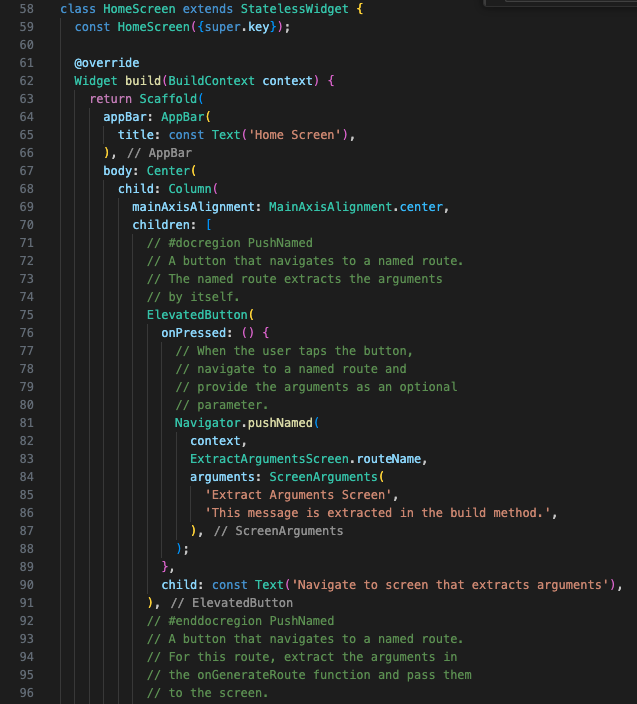 58 class HomeScreen extends StatelessWidget {
59   const HomeScreen({super.key});
60
61   @override
62   Widget build(BuildContext context) {
63     return Scaffold(
64       appBar: AppBar(
65         title: const Text('Home Screen'),
66       ), // AppBar
67       body: Center(
68         child: Column(
69           mainAxisAlignment: MainAxisAlignment.center,
70           children: [
71             // #docregion PushNamed
72             // A button that navigates to a named route.
73             // The named route extracts the arguments
74             // by itself.
75             ElevatedButton(
76               onPressed: () {
77                 // When the user taps the button,
78                 // navigate to a named route and
79                 // provide the arguments as an optional
80                 // parameter.
81                 Navigator.pushNamed(
82                   context,
83                   ExtractArgumentsScreen.routeName,
84                   arguments: ScreenArguments(
85                     'Extract Arguments Screen',
86                     'This message is extracted in the build method.',
87                   ), // ScreenArguments
88                 );
89               },
90               child: const Text('Navigate to screen that extracts arguments'),
91             ), // ElevatedButton
92             // #enddocregion PushNamed
93             // A button that navigates to a named route.
94             // For this route, extract the arguments in
95             // the onGenerateRoute function and pass them
96             // to the screen.